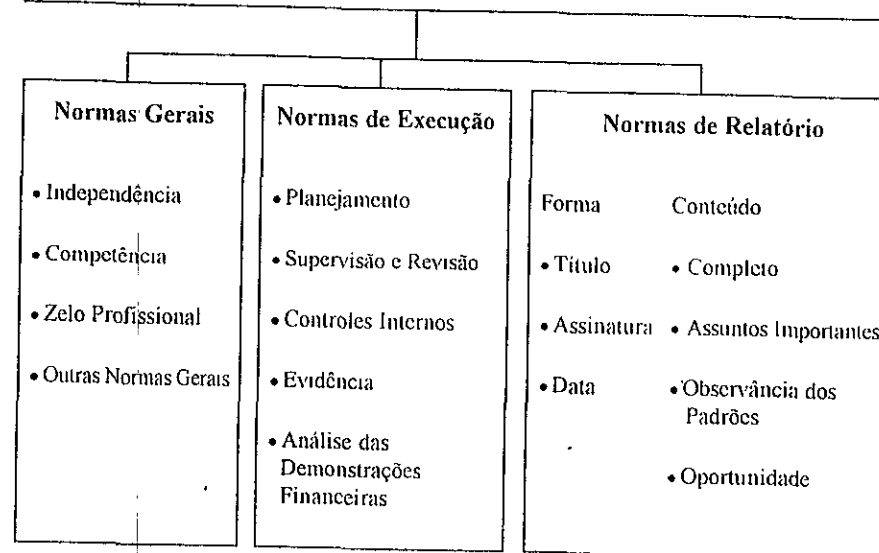 Normas Gerais
• Independência
• Competência
• Zelo Profissional
• Outras Normas Gerais
Normas de Execução
• Planejamento
• Supervisão e Revisão
• Controles Internos
• Evidência
• Análise das
Demonstrações
Financeiras
Normas de Relatório
Forma Conteúdo
• Título • Completo
• Assinatura • Assuntos Importantes
• Data • Observância dos
Padrões
• Oportunidade